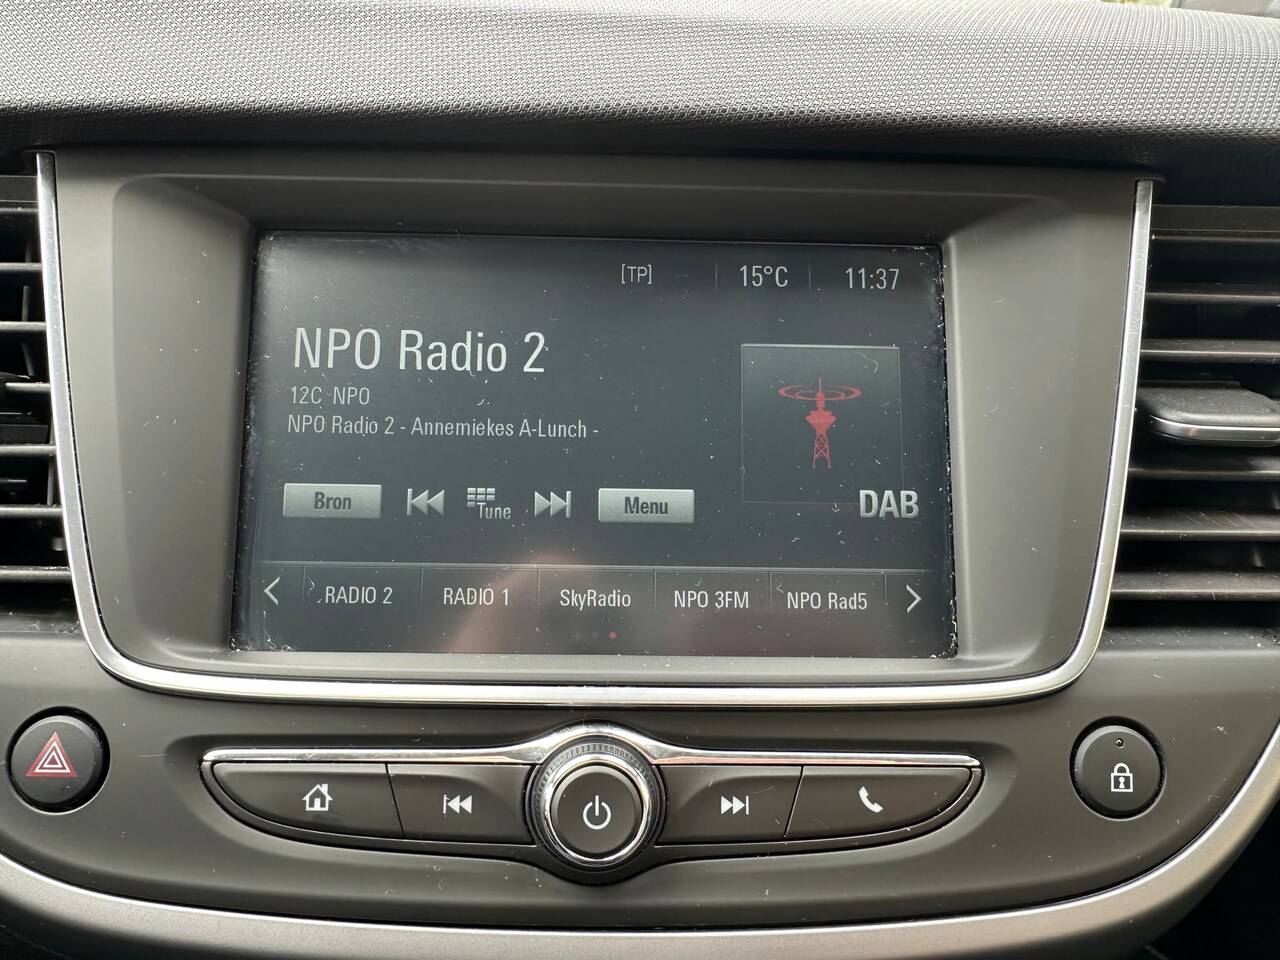 [TP] 15°C 11:37
NPO Radio 2
12C NPO
NPO Radio 2 - Annemiekes A-Lunch -
Bron Tune Menu
DAB
RADIO 2 RADIO 1 SkyRadio NPO 3FM NPO Rad5